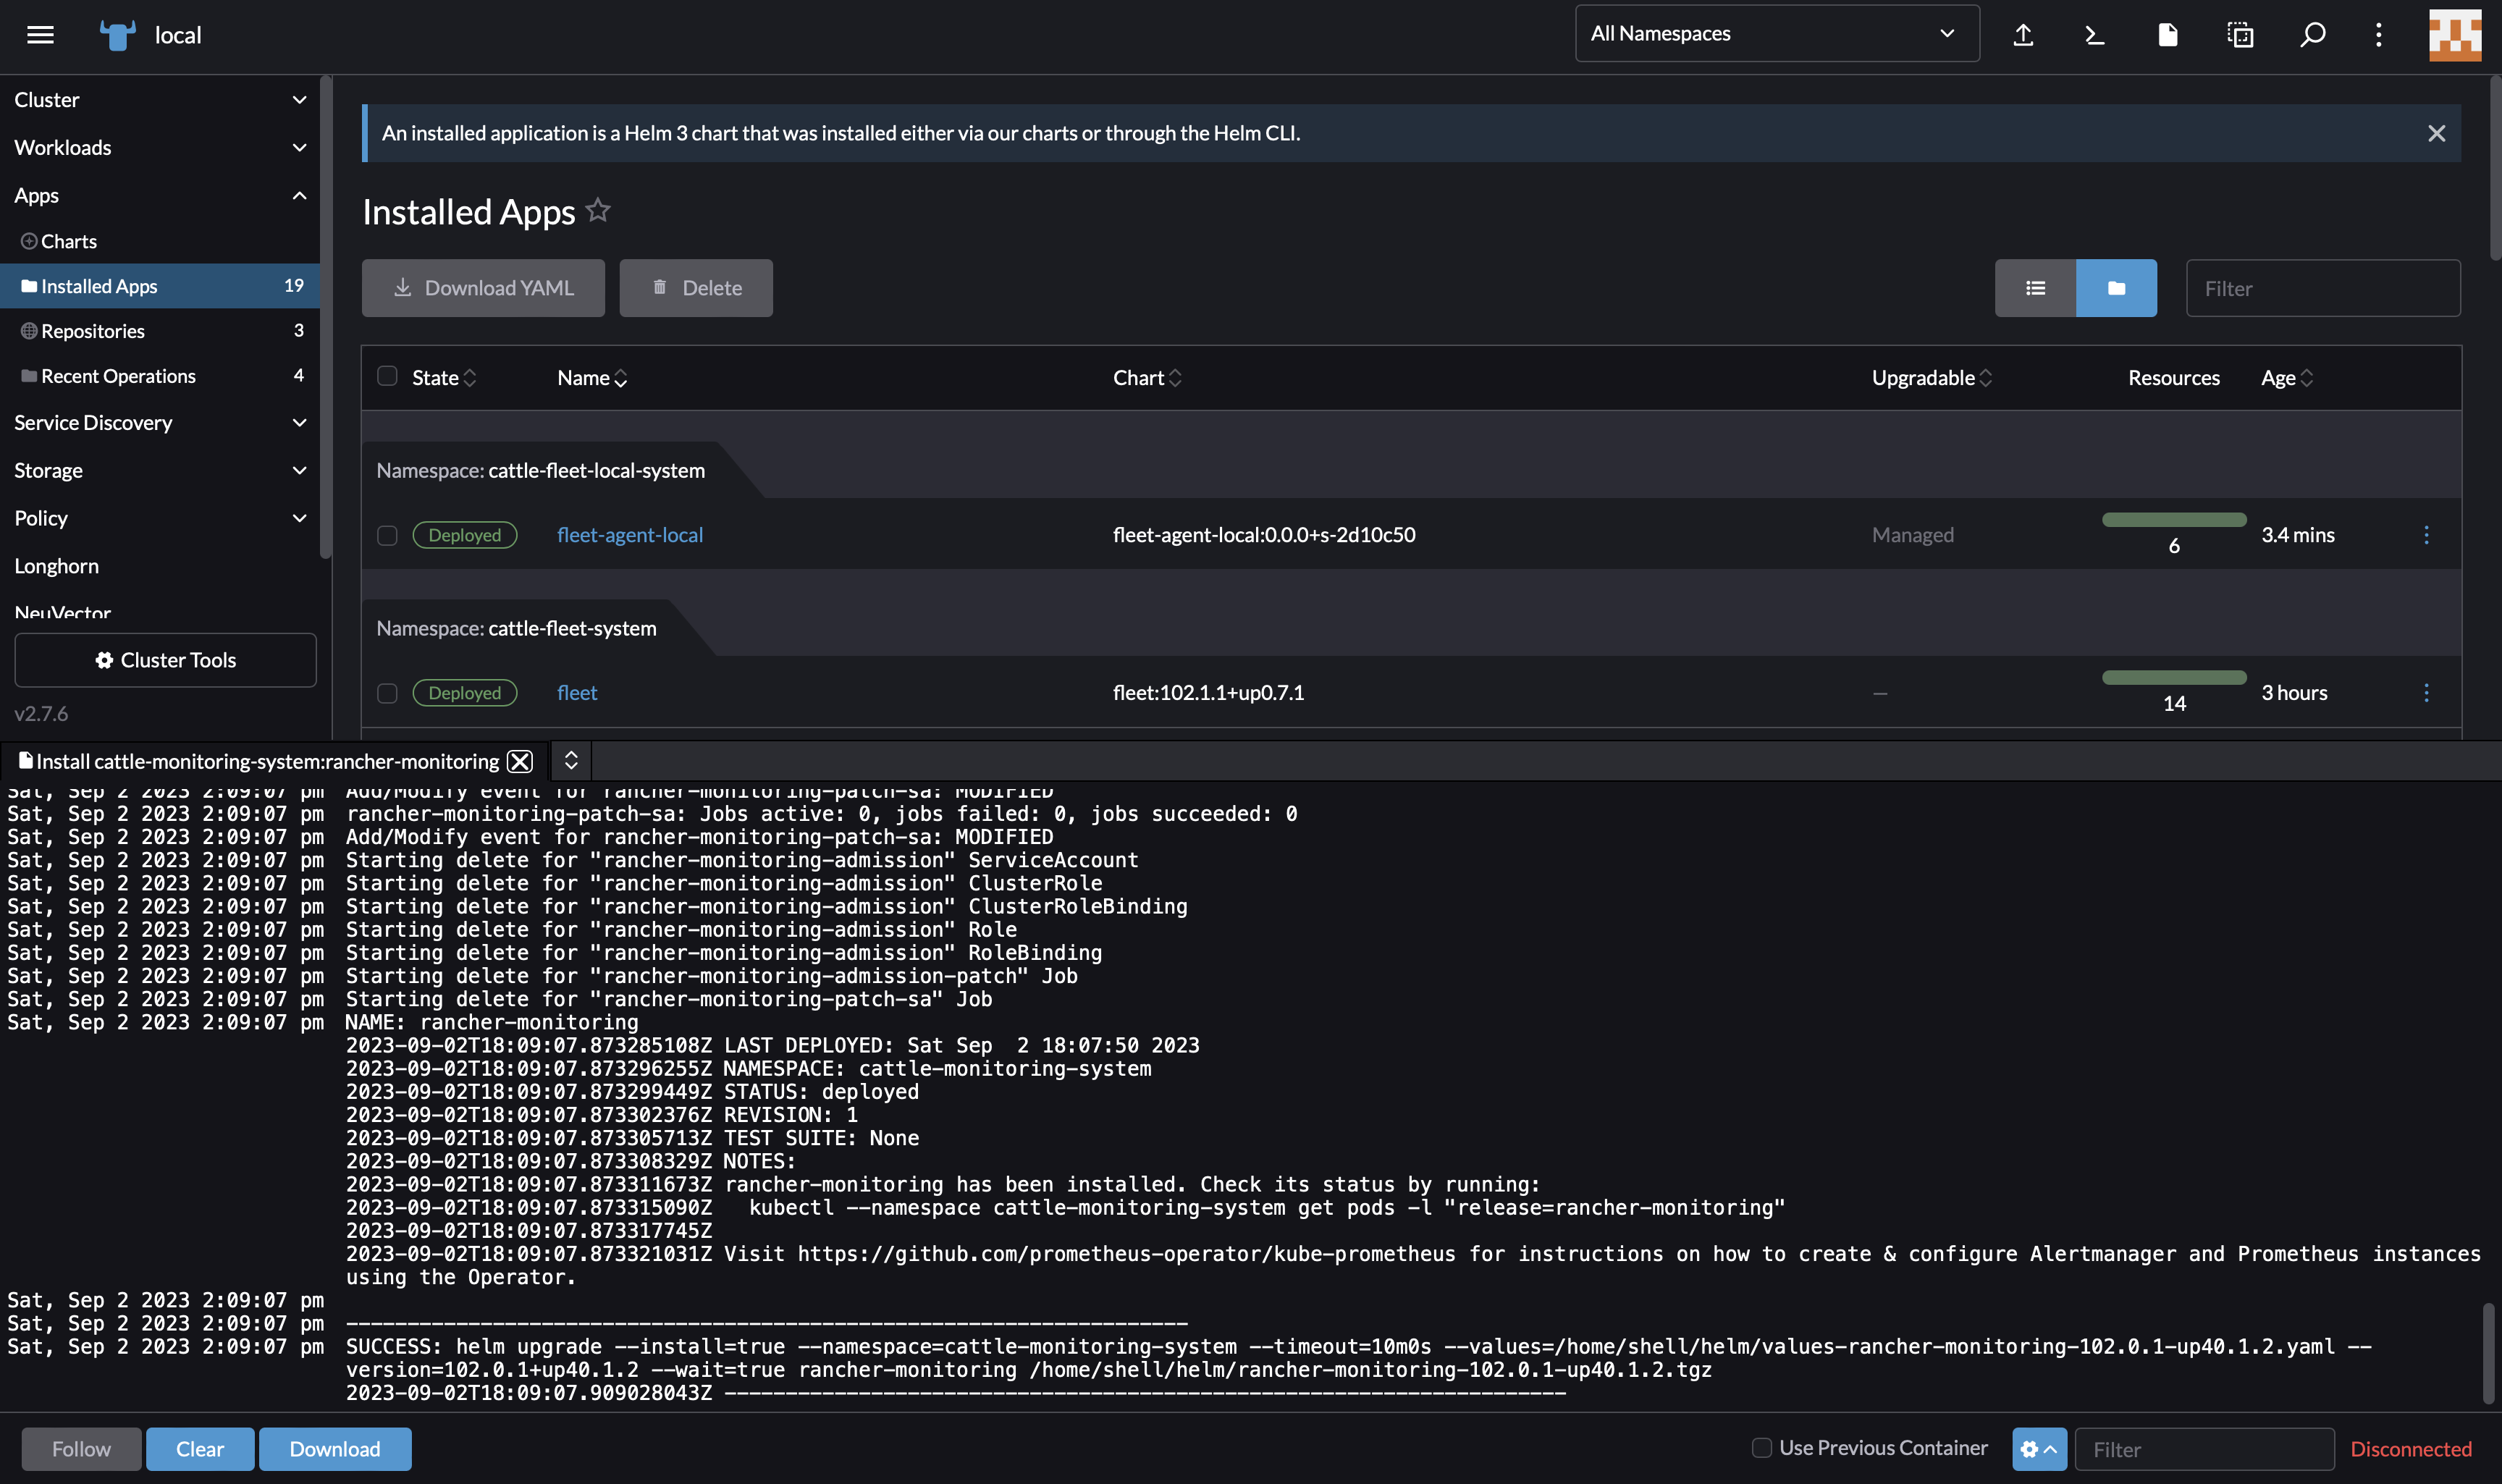 local
All Namespaces
Cluster
Workloads
Apps
Charts
Installed Apps 19
Repositories 3
Recent Operations 4
Service Discovery
Storage
Policy
Longhorn
NeuVector
Cluster Tools
v2.7.6
An installed application is a Helm 3 chart that was installed either via our charts or through the Helm CLI.
Installed Apps
Download YAML Delete Filter
State Name Chart Upgradable Resources Age
Namespace: cattle-fleet-local-system
Deployed fleet-agent-local fleet-agent-local:0.0.0+s-2d10c50 Managed 6 3.4 mins
Namespace: cattle-fleet-system
Deployed fleet fleet:102.1.1+up0.7.1 — 14 3 hours
Install cattle-monitoring-system:rancher-monitoring
Sat, Sep 2 2023 2:09:07 pm Add/Modify event for rancher-monitoring-patch-sa: MODIFIED
Sat, Sep 2 2023 2:09:07 pm rancher-monitoring-patch-sa: Jobs active: 0, jobs failed: 0, jobs succeeded: 0
Sat, Sep 2 2023 2:09:07 pm Add/Modify event for rancher-monitoring-patch-sa: MODIFIED
Sat, Sep 2 2023 2:09:07 pm Starting delete for "rancher-monitoring-admission" ServiceAccount
Sat, Sep 2 2023 2:09:07 pm Starting delete for "rancher-monitoring-admission" ClusterRole
Sat, Sep 2 2023 2:09:07 pm Starting delete for "rancher-monitoring-admission" ClusterRoleBinding
Sat, Sep 2 2023 2:09:07 pm Starting delete for "rancher-monitoring-admission" Role
Sat, Sep 2 2023 2:09:07 pm Starting delete for "rancher-monitoring-admission" RoleBinding
Sat, Sep 2 2023 2:09:07 pm Starting delete for "rancher-monitoring-admission-patch" Job
Sat, Sep 2 2023 2:09:07 pm Starting delete for "rancher-monitoring-patch-sa" Job
Sat, Sep 2 2023 2:09:07 pm NAME: rancher-monitoring
2023-09-02T18:09:07.873285108Z LAST DEPLOYED: Sat Sep  2 18:07:50 2023
2023-09-02T18:09:07.873296255Z NAMESPACE: cattle-monitoring-system
2023-09-02T18:09:07.873299449Z STATUS: deployed
2023-09-02T18:09:07.873302376Z REVISION: 1
2023-09-02T18:09:07.873305713Z TEST SUITE: None
2023-09-02T18:09:07.873308329Z NOTES:
2023-09-02T18:09:07.873311673Z rancher-monitoring has been installed. Check its status by running:
2023-09-02T18:09:07.873315090Z   kubectl --namespace cattle-monitoring-system get pods -l "release=rancher-monitoring"
2023-09-02T18:09:07.873317745Z
2023-09-02T18:09:07.873321031Z Visit https://github.com/prometheus-operator/kube-prometheus for instructions on how to create & configure Alertmanager and Prometheus instances
using the Operator.
Sat, Sep 2 2023 2:09:07 pm
Sat, Sep 2 2023 2:09:07 pm ---------------------------------------------------------------------
Sat, Sep 2 2023 2:09:07 pm SUCCESS: helm upgrade --install=true --namespace=cattle-monitoring-system --timeout=10m0s --values=/home/shell/helm/values-rancher-monitoring-102.0.1-up40.1.2.yaml --
version=102.0.1+up40.1.2 --wait=true rancher-monitoring /home/shell/helm/rancher-monitoring-102.0.1-up40.1.2.tgz
2023-09-02T18:09:07.909028043Z ---------------------------------------------------------------------
Follow Clear Download Use Previous Container Filter Disconnected